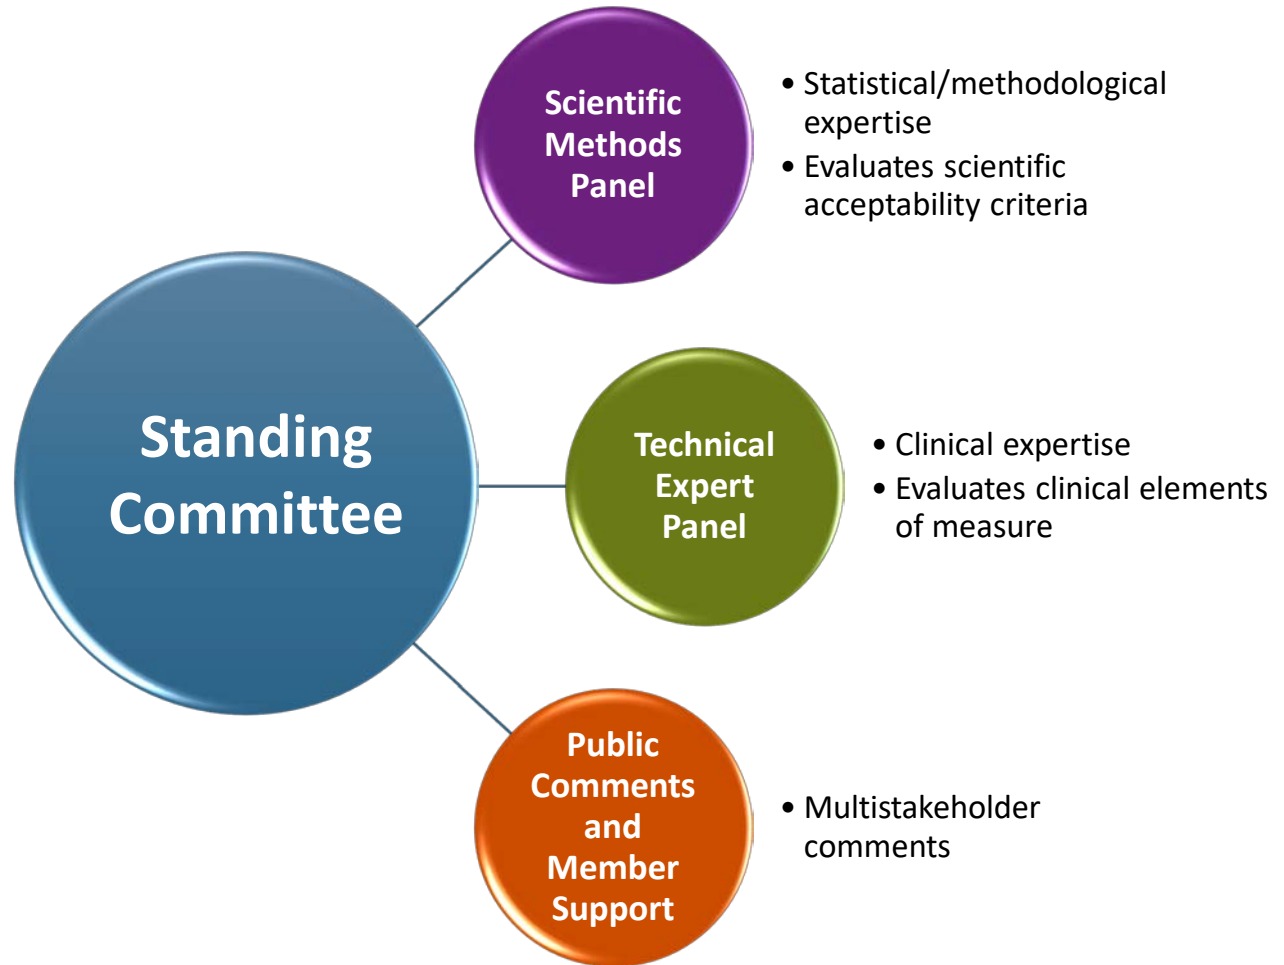 Standing
Committee
Scientific
Methods
Panel
• Statistical/methodological
expertise
• Evaluates scientific
acceptability criteria
Technical
Expert
Panel
• Clinical expertise
• Evaluates clinical elements
of measure
Public
Comments
and
Member
Support
• Multistakeholder
comments